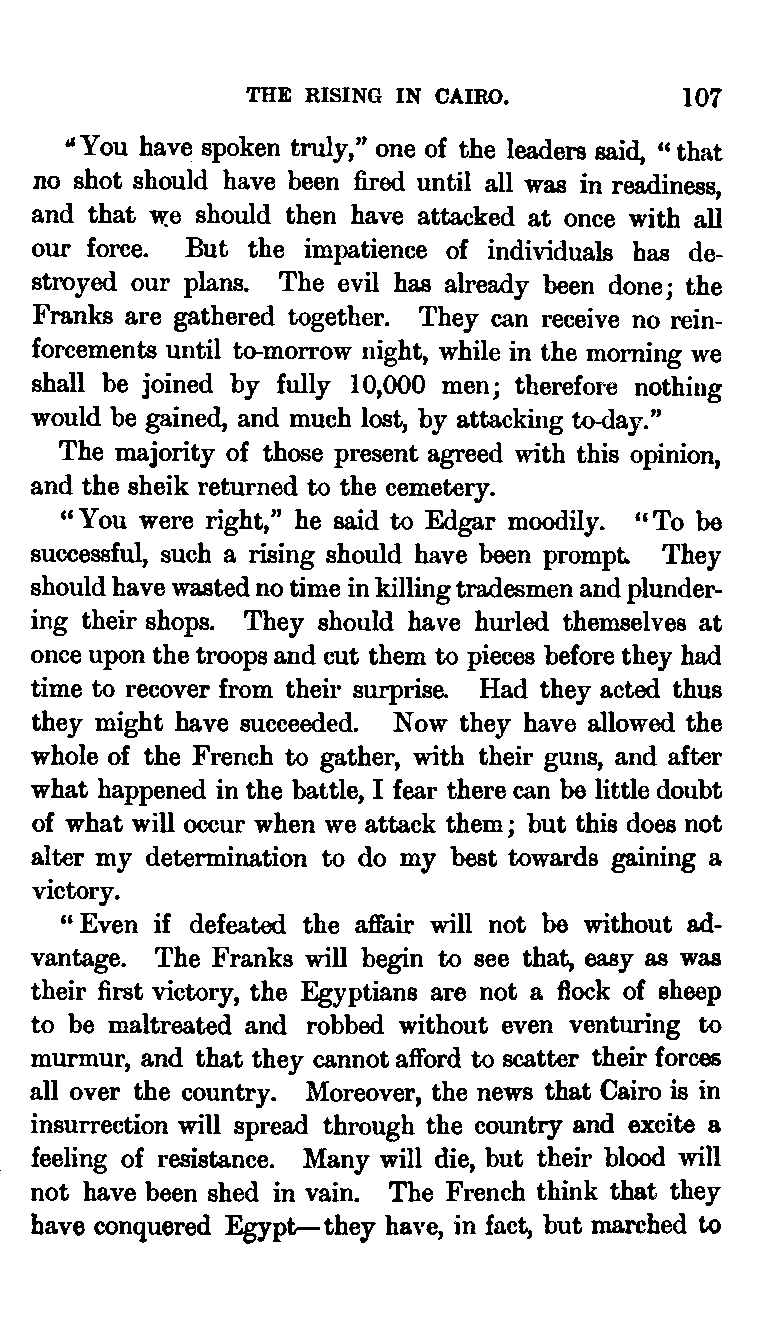 THE RISING IN CAIRO. 107
"You have spoken truly," one of the leaders said, "that
no shot should have been fired until all was in readiness,
and that we should then have attacked at once with all
our force. But the impatience of individuals has de-
stroyed our plans. The evil has already been done; the
Franks are gathered together. They can receive no rein-
forcements until to-morrow night, while in the morning we
shall be joined by fully 10,000 men; therefore nothing
would be gained, and much lost, by attacking to-day."
The majority of those present agreed with this opinion,
and the sheik returned to the cemetery.
"You were right," he said to Edgar moodily. "To be
successful, such a rising should have been prompt. They
should have wasted no time in killing tradesmen and plunder-
ing their shops. They should have hurled themselves at
once upon the troops and cut them to pieces before they had
time to recover from their surprise. Had they acted thus
they might have succeeded. Now they have allowed the
whole of the French to gather, with their guns, and after
what happened in the battle, I fear there can be little doubt
of what will occur when we attack them; but this does not
alter my determination to do my best towards gaining a
victory.
"Even if defeated the affair will not be without ad-
vantage. The Franks will begin to see that, easy as was
their first victory, the Egyptians are not a flock of sheep
to be maltreated and robbed without even venturing to
murmur, and that they cannot afford to scatter their forces
all over the country. Moreover, the news that Cairo is in
insurrection will spread through the country and excite a
feeling of resistance. Many will die, but their blood will
not have been shed in vain. The French think that they
have conquered Egypt—they have, in fact, but marched to